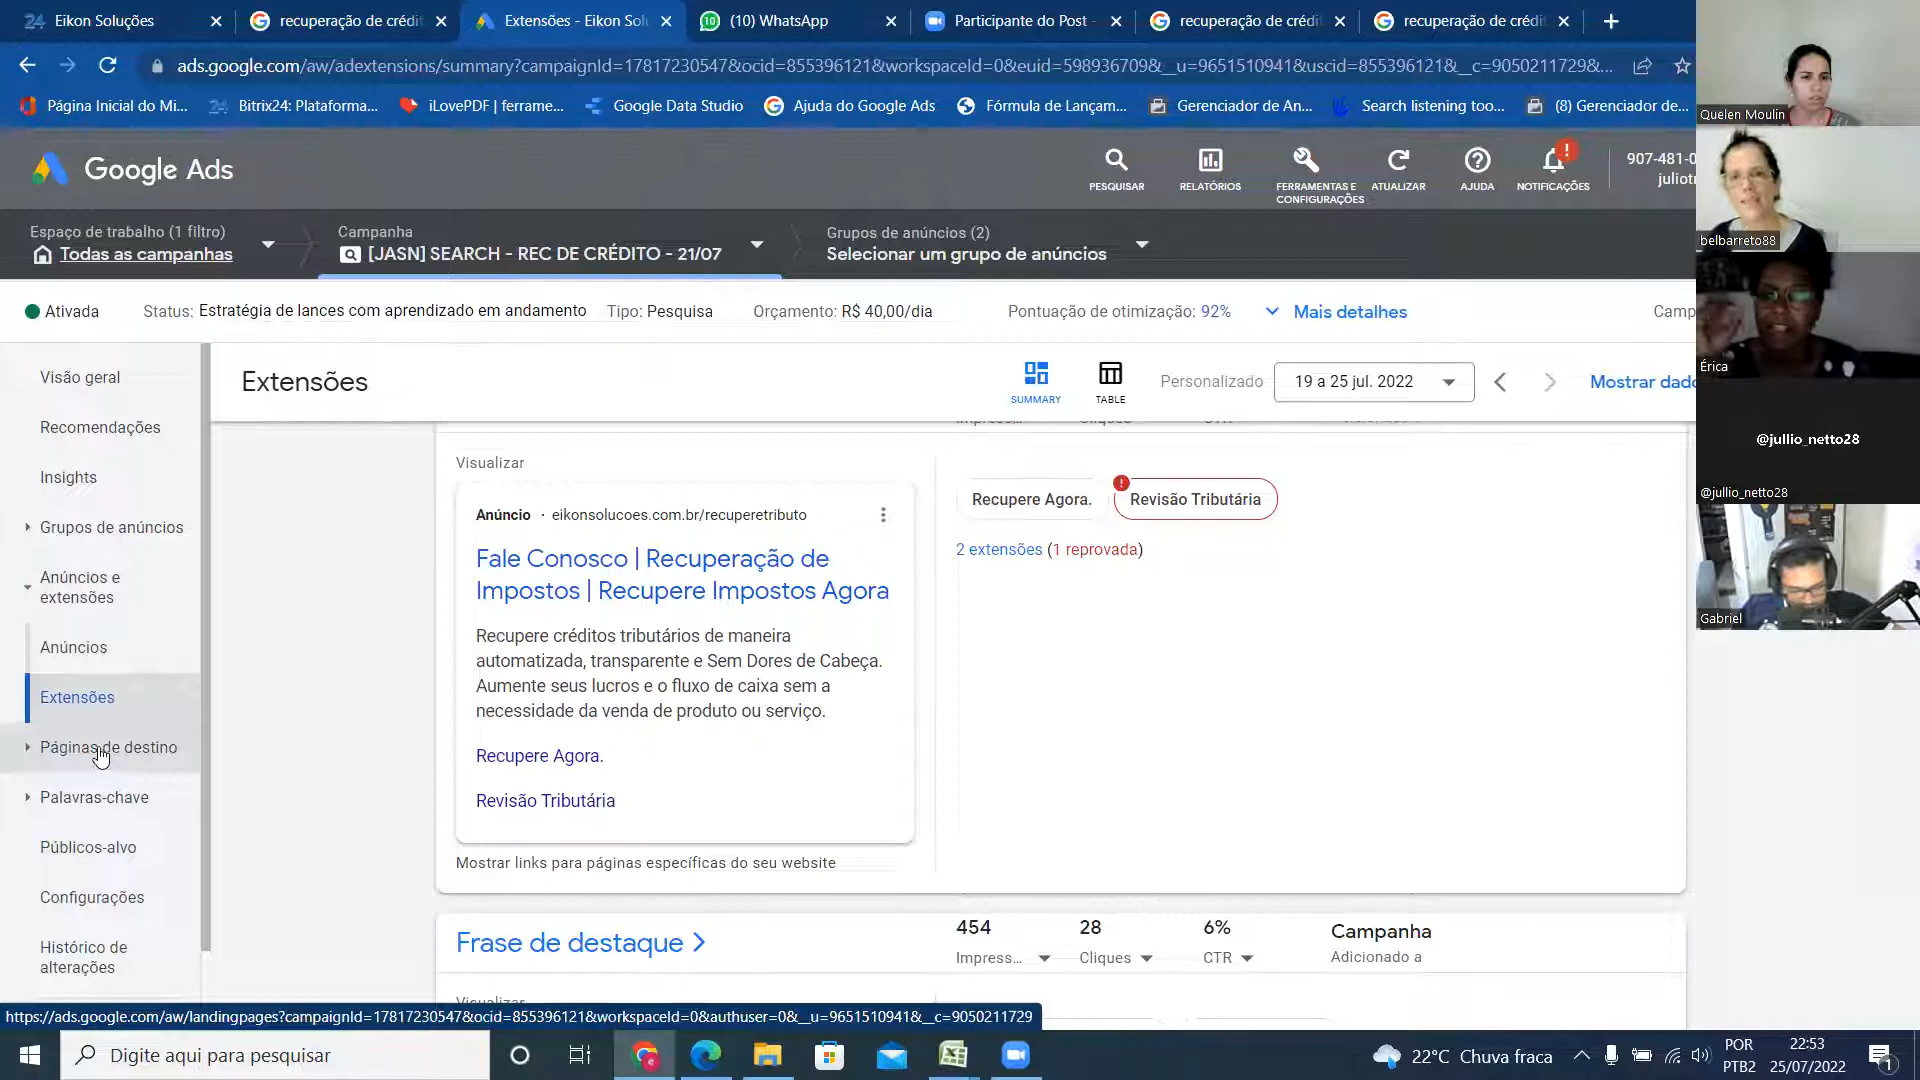 Eikon Soluções
recuperação de crédi
Extensões - Eikon Sol
(10) WhatsApp
Participante do Post -
recuperação de crédi
recuperação de crédi
ads.google.com/aw/adextensions/summary?campaignId=17817230547&ocid=855396121&workspaceId=0&euid=598936709&__u=9651510941&uscid=855396121&__c=9050211729&...
Página Inicial do Mi...
Bitrix24: Plataforma...
iLovePDF | ferrame...
Google Data Studio
Ajuda do Google Ads
Fórmula de Lançam...
Gerenciador de An...
Search listening too...
(8) Gerenciador de...
Google Ads
PESQUISAR
RELATÓRIOS
FERRAMENTAS E
CONFIGURAÇÕES
ATUALIZAR
AJUDA
NOTIFICAÇÕES
907-481-0
juliotr
Espaço de trabalho (1 filtro)
Todas as campanhas
Campanha
[JASN] SEARCH - REC DE CRÉDITO - 21/07
Grupos de anúncios (2)
Selecionar um grupo de anúncios
Ativada
Status: Estratégia de lances com aprendizado em andamento
Tipo: Pesquisa
Orçamento: R$ 40,00/dia
Pontuação de otimização: 92%
Mais detalhes
Camp
Visão geral
Recomendações
Insights
Grupos de anúncios
Anúncios e
extensões
Anúncios
Extensões
Páginas de destino
Palavras-chave
Públicos-alvo
Configurações
Histórico de
alterações
Extensões
SUMMARY
TABLE
Personalizado
19 a 25 jul. 2022
Mostrar dado
Visualizar
Anúncio · eikonsolucoes.com.br/recuperetributo
Fale Conosco | Recuperação de
Impostos | Recupere Impostos Agora
Recupere créditos tributários de maneira
automatizada, transparente e Sem Dores de Cabeça.
Aumente seus lucros e o fluxo de caixa sem a
necessidade da venda de produto ou serviço.
Recupere Agora.
Revisão Tributária
Mostrar links para páginas específicas do seu website
Recupere Agora.
Revisão Tributária
2 extensões (1 reprovada)
Frase de destaque
454
Impress...
28
Cliques
6%
CTR
Campanha
Adicionado a
Visualizar
https://ads.google.com/aw/landingpages?campaignId=17817230547&ocid=855396121&workspaceId=0&authuser=0&__u=9651510941&__c=9050211729
Digite aqui para pesquisar
22°C Chuva fraca
POR
PTB2
22:53
25/07/2022
1
Quelen Moulin
belbarreto88
Érica
@jullio_netto28
@jullio_netto28
Gabriel